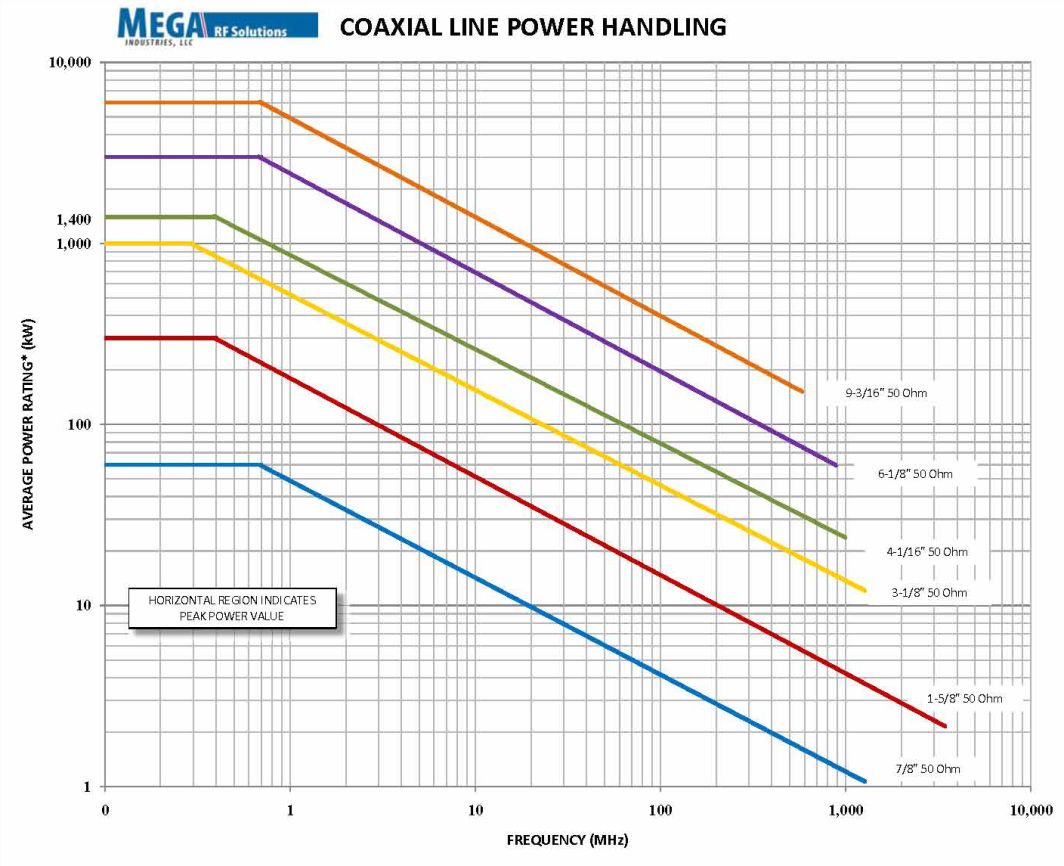 MEGA RF Solutions
INDUSTRIES, LLC
COAXIAL LINE POWER HANDLING
10,000
1,400
1,000
100
10
1
AVERAGE POWER RATING* (kW)
9-3/16" 50 Ohm
6-1/8" 50 Ohm
4-1/16" 50 Ohm
3-1/8" 50 Ohm
1-5/8" 50 Ohm
7/8" 50 Ohm
HORIZONTAL REGION INDICATES
PEAK POWER VALUE
0 1 10 100 1,000 10,000
FREQUENCY (MHz)